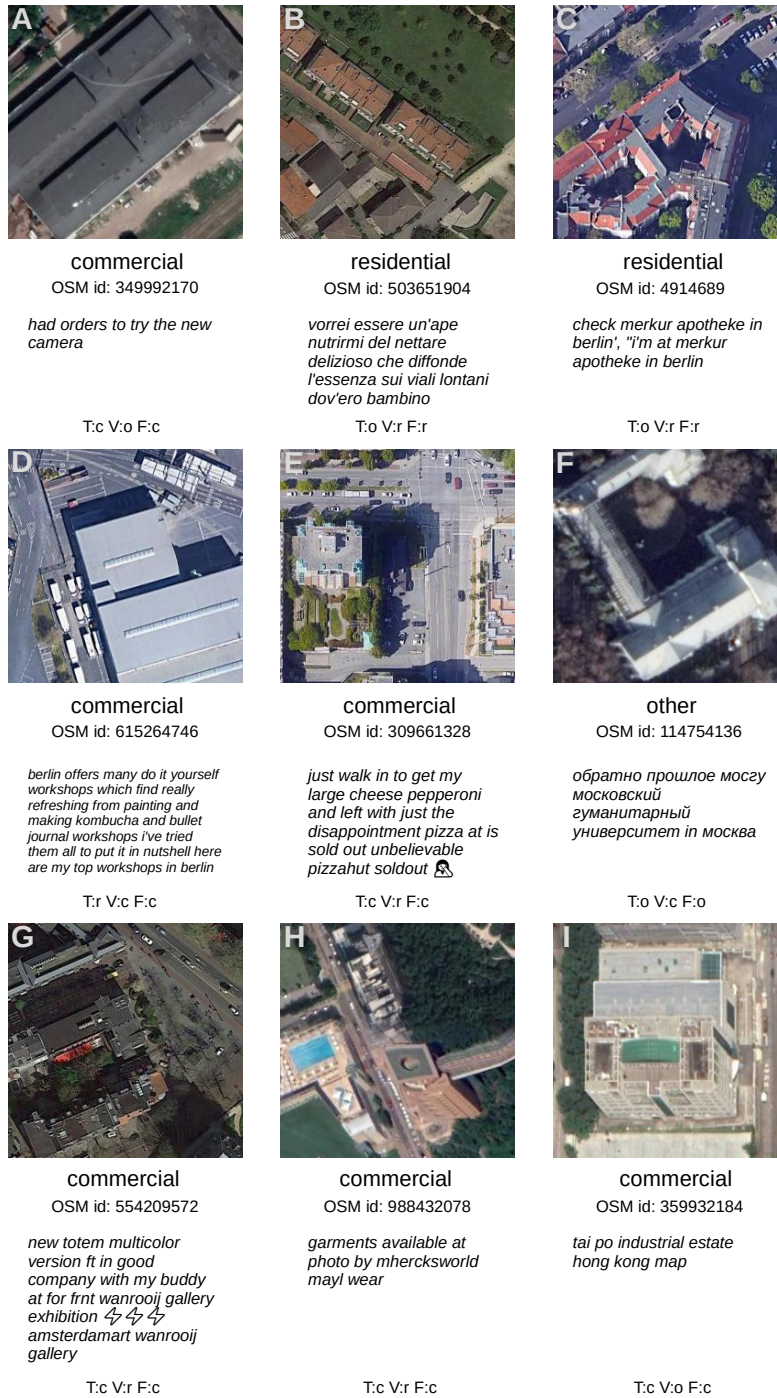 A
B
C
commercial
OSM id: 349992170
had orders to try the new
camera
T:c V:o F:c
residential
OSM id: 503651904
vorrei essere un'ape
nutrirmi del nettare
delizioso che diffonde
l'essenza sui viali lontani
dov'ero bambino
T:o V:r F:r
residential
OSM id: 4914689
check merkur apotheke in
berlin', "i'm at merkur
apotheke in berlin
T:o V:r F:r
D
E
F
commercial
OSM id: 615264746
berlin offers many do it yourself
workshops which find really
refreshing from painting and
making kombucha and bullet
journal workshops i've tried
them all to put it in nutshell here
are my top workshops in berlin
T:r V:c F:c
commercial
OSM id: 309661328
just walk in to get my
large cheese pepperoni
and left with just the
disappointment pizza at is
sold out unbelievable
pizzahut soldout 🤦
T:c V:r F:c
other
OSM id: 114754136
обратно прошлое мосгу
московский
гуманитарный
университет in москва
T:o V:c F:o
G
H
I
commercial
OSM id: 554209572
new totem multicolor
version ft in good
company with my buddy
at for frnt wanrooij gallery
exhibition ⚡⚡⚡
amsterdamart wanrooij
gallery
T:c V:r F:c
commercial
OSM id: 988432078
garments available at
photo by mhercksworld
mayl wear
T:c V:r F:c
commercial
OSM id: 359932184
tai po industrial estate
hong kong map
T:c V:o F:c